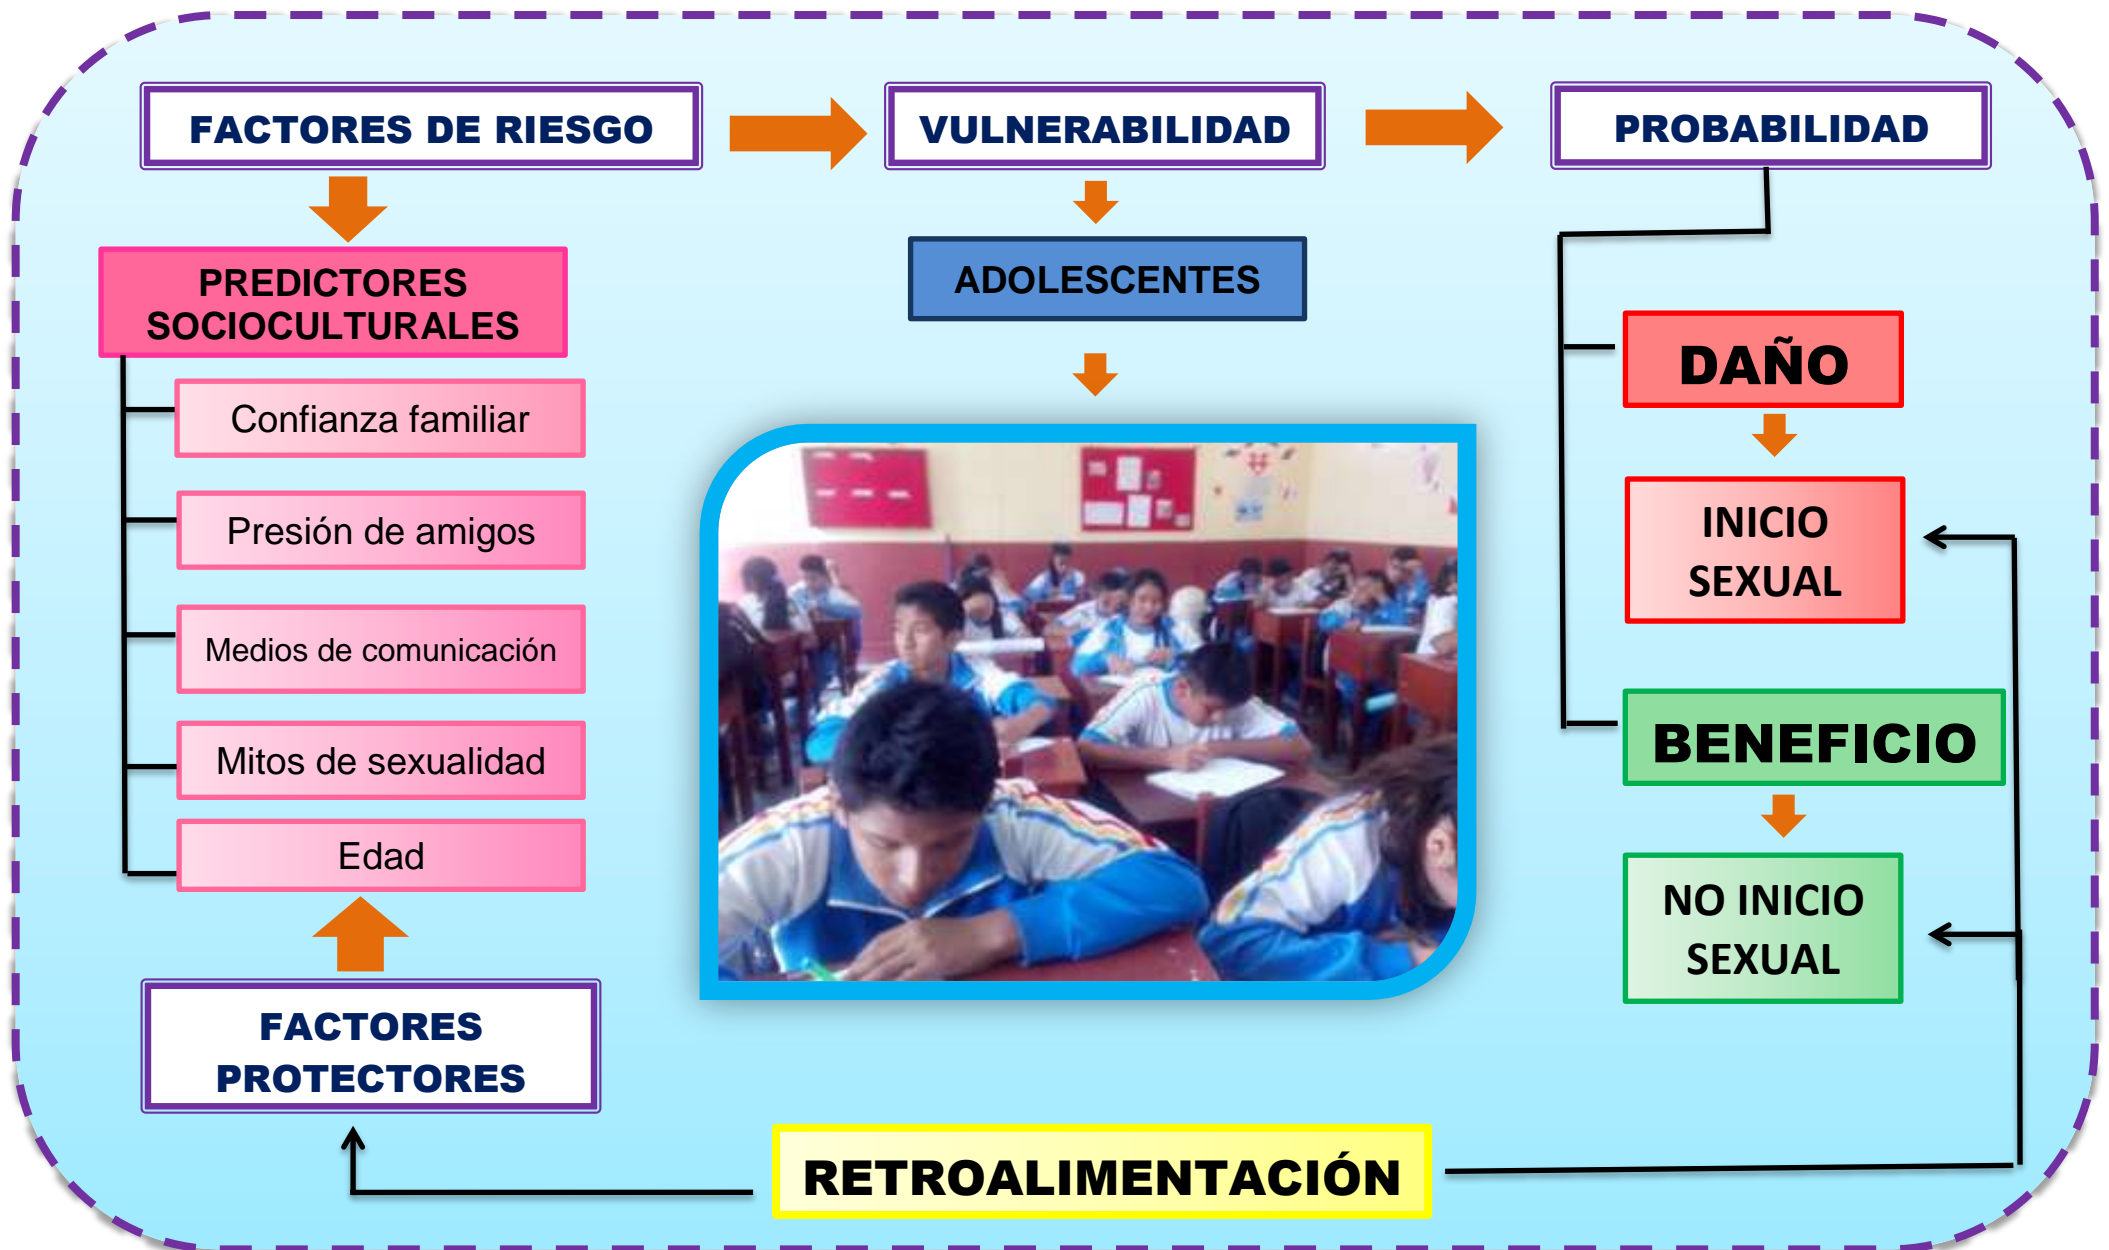 FACTORES DE RIESGO
VULNERABILIDAD
PROBABILIDAD
PREDICTORES
SOCIOCULTURALES
Confianza familiar
Presión de amigos
Medios de comunicación
Mitos de sexualidad
Edad
FACTORES
PROTECTORES
ADOLESCENTES
DAÑO
INICIO
SEXUAL
BENEFICIO
NO INICIO
SEXUAL
RETROALIMENTACIÓN